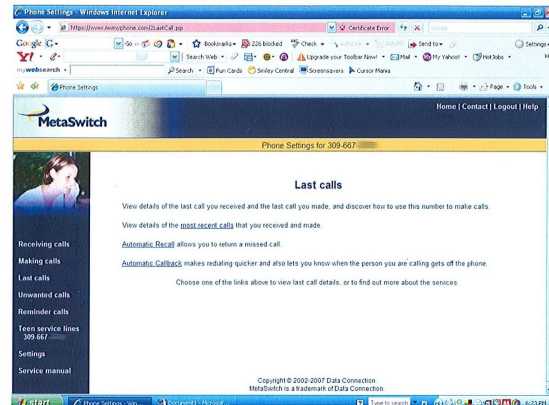 Phone Settings - Windows Internet Explorer
https://www.nwisyphone.com/2LastCall.jsp
Certificate Error
Google
Go
Bookmarks
226 blocked
Check
Send to
Settings
Search Web
Upgrade your Toolbar Now!
Mail
My Yahoo!
HotJobs
mywebsearch
Search
Fun Cards
Smiley Central
Screensavers
Cursor Mania
Phone Settings
Page
Tools
Home | Contact | Logout | Help
MetaSwitch
Phone Settings for 309-667
Last calls
View details of the last call you received and the last call you made, and discover how to use this number to make calls.
View details of the most recent calls that you received and made.
Automatic Recall allows you to return a missed call.
Automatic Callback makes redialing quicker and also lets you know when the person you are calling gets off the phone.
Choose one of the links above to view last call details, or to find out more about the services.
Receiving calls
Making calls
Last calls
Unwanted calls
Reminder calls
Teen service lines
309-667
Settings
Service manual
Copyright © 2002-2007 Data Connection.
MetaSwitch is a trademark of Data Connection.
start
Phone Settings - Win...
Document1 - Microsof...
Type to search
4:23 PM